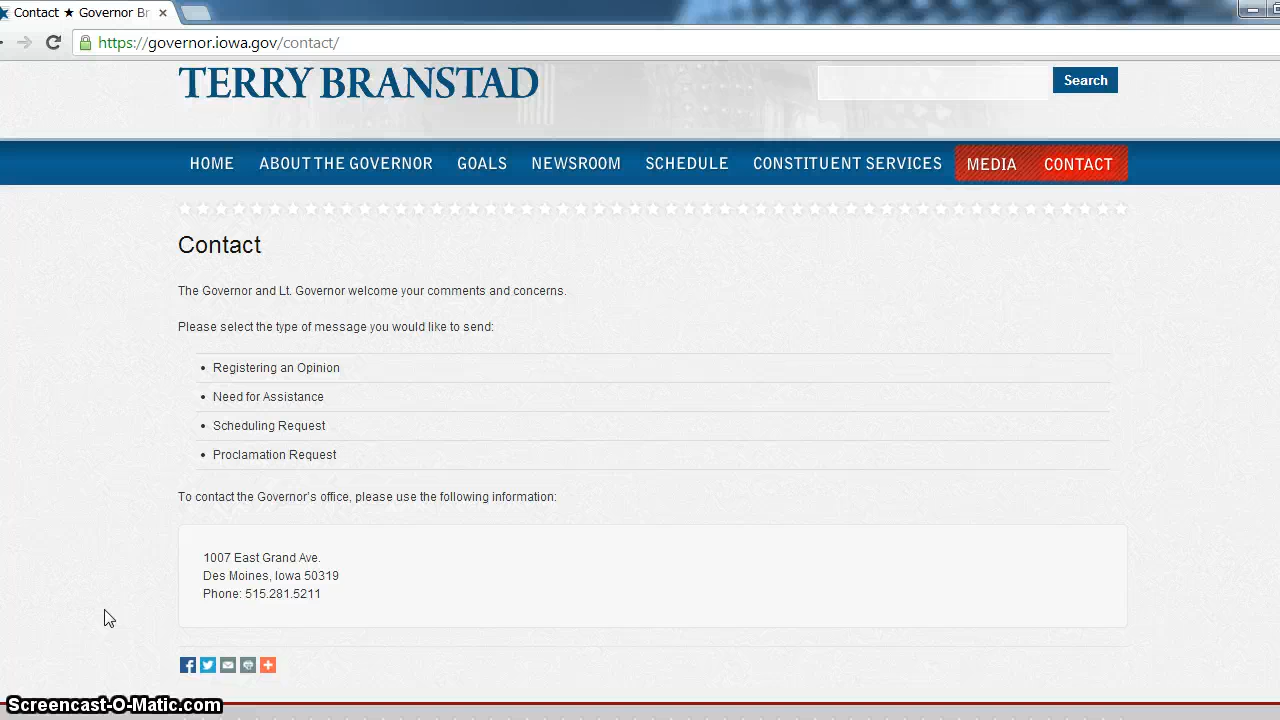 Contact ★ Governor Br
https://governor.iowa.gov/contact/
TERRY BRANSTAD
Search
HOME ABOUT THE GOVERNOR GOALS NEWSROOM SCHEDULE CONSTITUENT SERVICES MEDIA CONTACT
Contact
The Governor and Lt. Governor welcome your comments and concerns.
Please select the type of message you would like to send:
• Registering an Opinion
• Need for Assistance
• Scheduling Request
• Proclamation Request
To contact the Governor's office, please use the following information:
1007 East Grand Ave.
Des Moines, Iowa 50319
Phone: 515.281.5211
Screencast-O-Matic.com